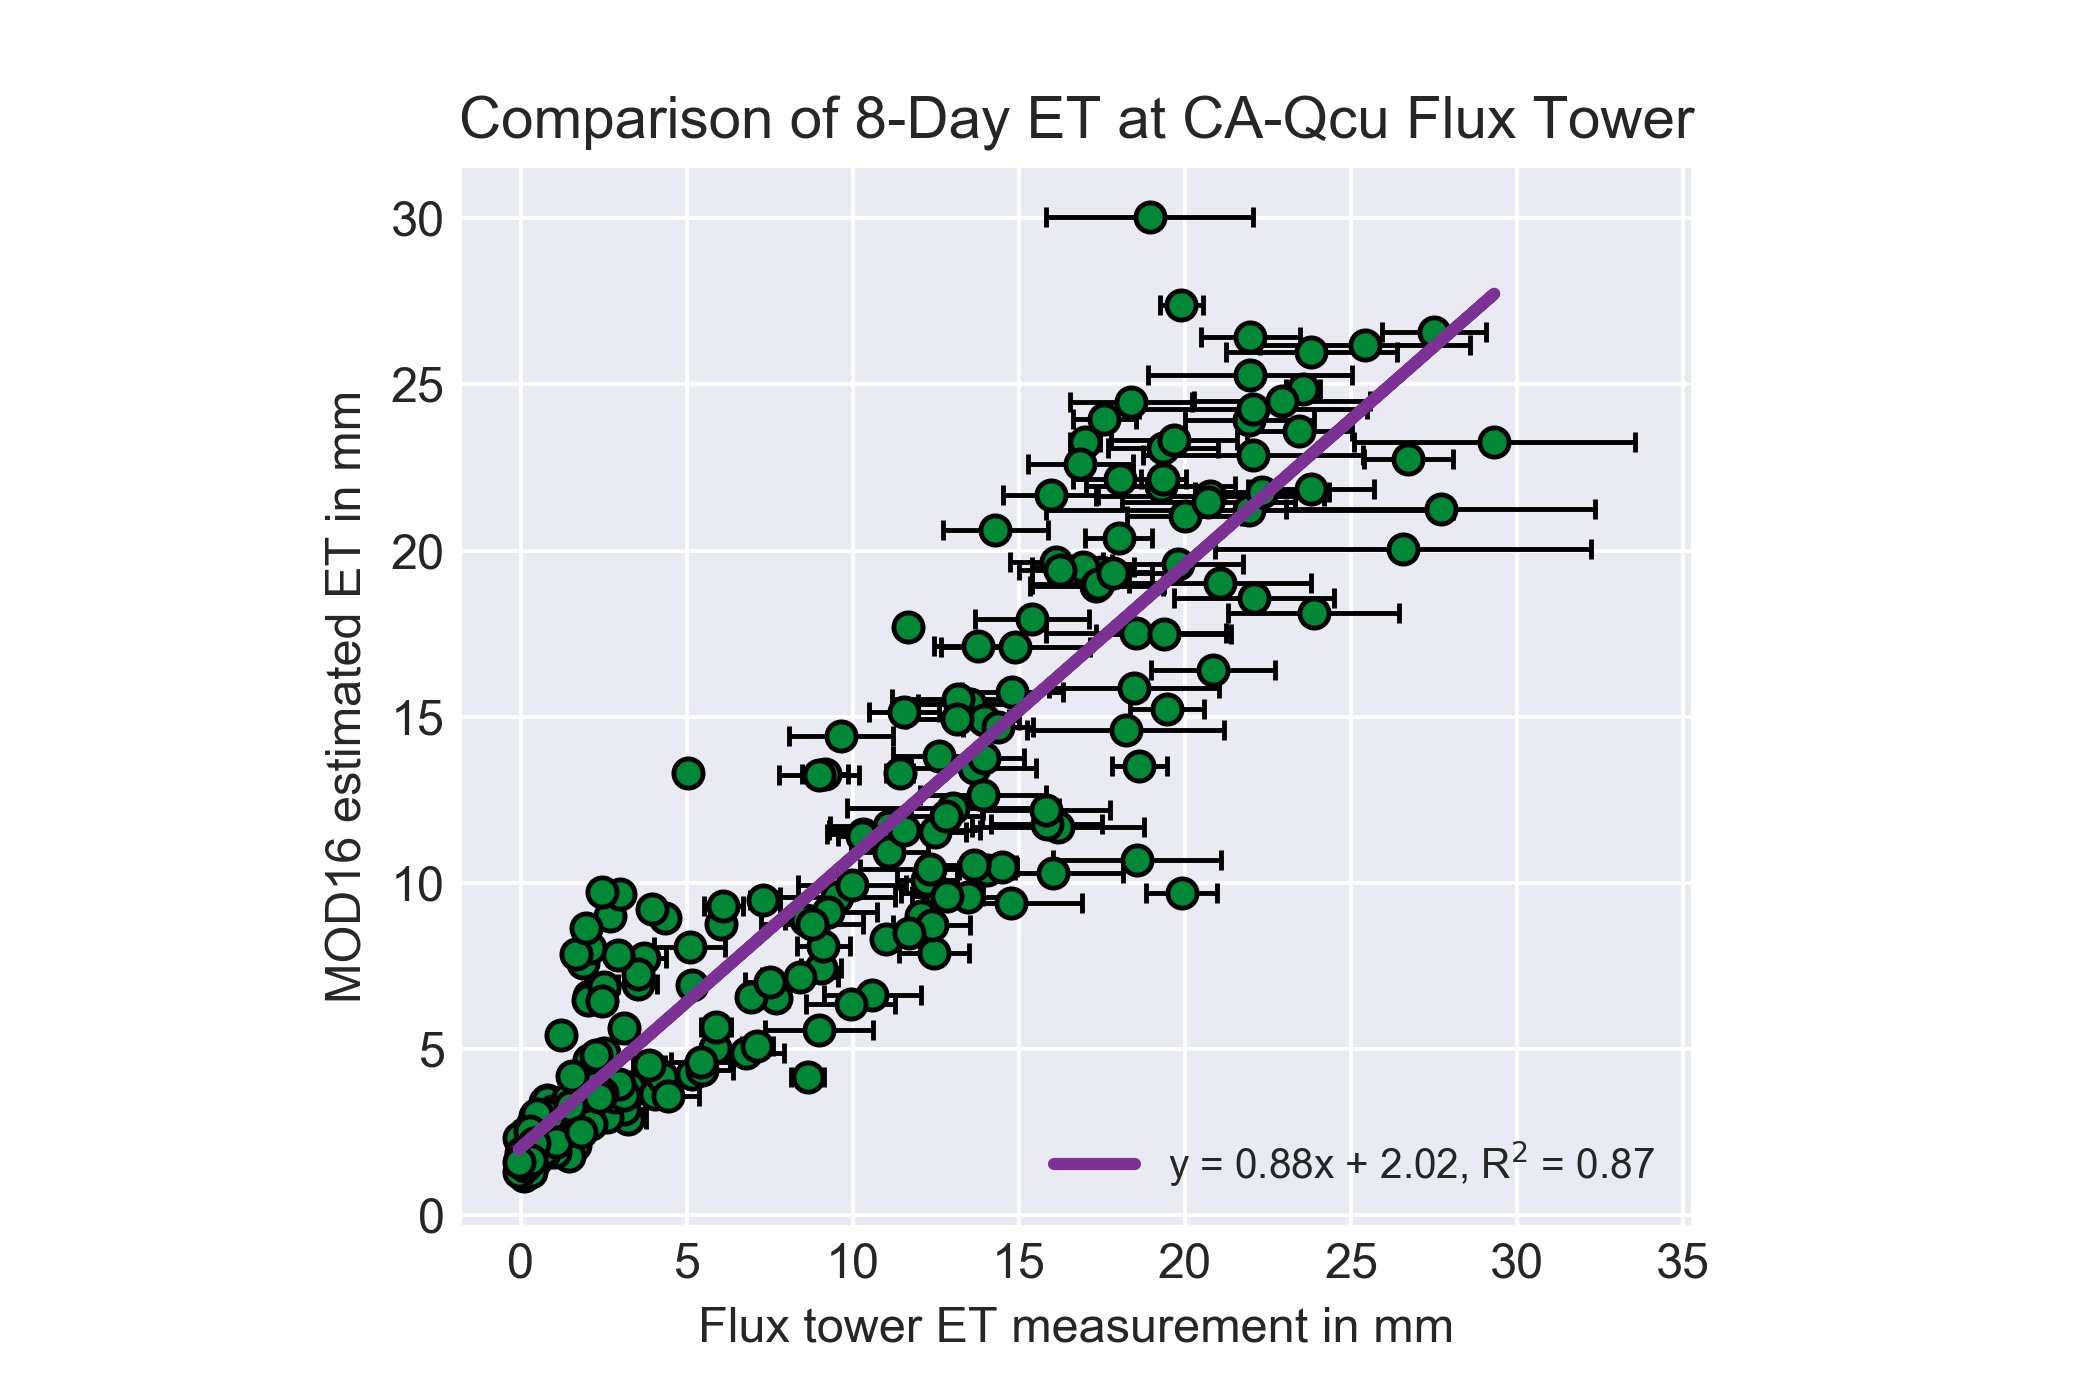 Comparison of 8-Day ET at CA-Qcu Flux Tower
MOD16 estimated ET in mm
30
25
20
15
10
5
0
y = 0.88x + 2.02, R² = 0.87
0 5 10 15 20 25 30 35
Flux tower ET measurement in mm